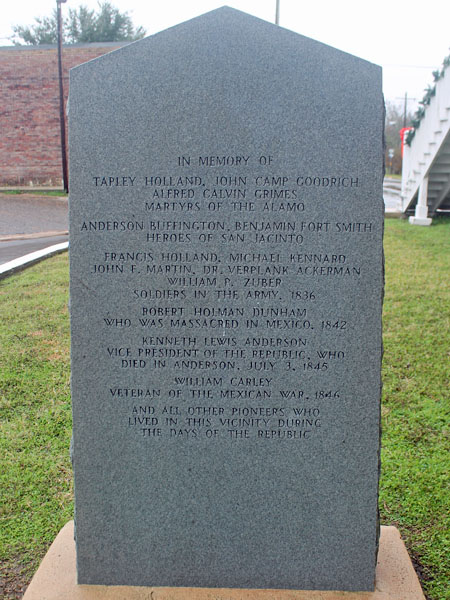 IN MEMORY OF
TAPLEY HOLLAND, JOHN CAMP GOODRICH
ALFRED CALVIN GRIMES
MARTYRS OF THE ALAMO
ANDERSON BUFFINGTON, BENJAMIN FORT SMITH
HEROES OF SAN JACINTO
FRANCIS HOLLAND, MICHAEL KENNARD
JOHN F. MARTIN, DR. VERPLANK ACKERMAN
WILLIAM P. ZUBER
SOLDIERS IN THE ARMY, 1836
ROBERT HOLMAN DUNHAM
WHO WAS MASSACRED IN MEXICO, 1842
KENNETH LEWIS ANDERSON
VICE PRESIDENT OF THE REPUBLIC, WHO
DIED IN ANDERSON, JULY 3, 1845
WILLIAM CARLEY
VETERAN OF THE MEXICAN WAR, 1846
AND ALL OTHER PIONEERS WHO
LIVED IN THIS VICINITY DURING
THE DAYS OF THE REPUBLIC